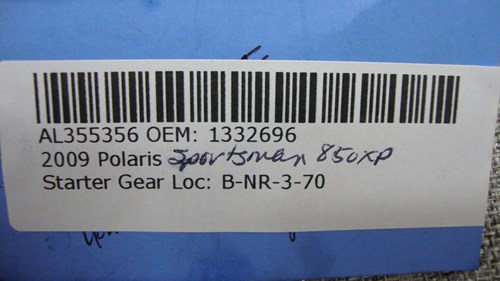 AL355356 OEM: 1332696
2009 Polaris Sportsman 850XP
Starter Gear Loc: B-NR-3-70